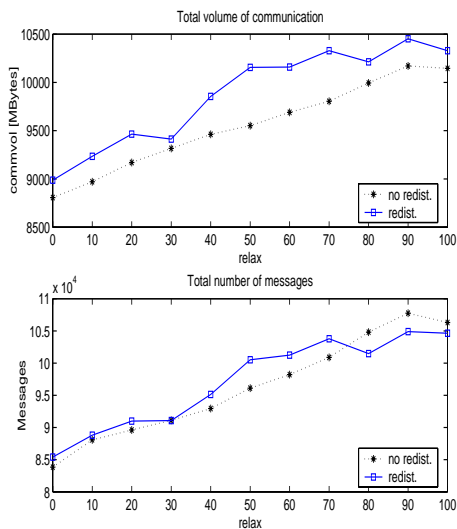 Total volume of communication
10500
10000
9500
9000
8500
commvol [MBytes]
0 10 20 30 40 50 60 70 80 90 100
relax
no redist.
redist.
Total number of messages
x 10^4
11
10.5
10
9.5
9
8.5
8
Messages
0 10 20 30 40 50 60 70 80 90 100
relax
no redist.
redist.